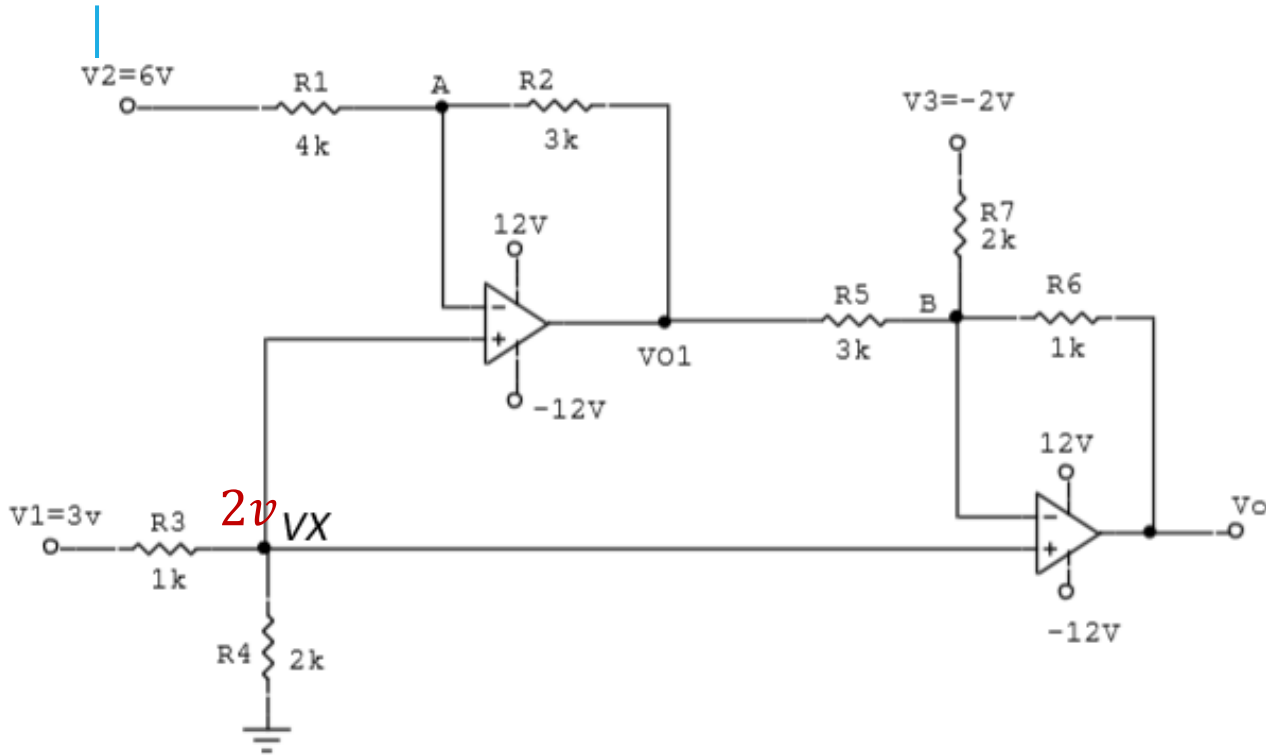 V2=6V
R1
4k
A
R2
3k
V3=-2V
R7
2k
12V
-
+
-12V
VO1
R5
3k
B
R6
1k
12V
-
+
-12V
Vo
V1=3v
R3
1k
2v
VX
R4
2k